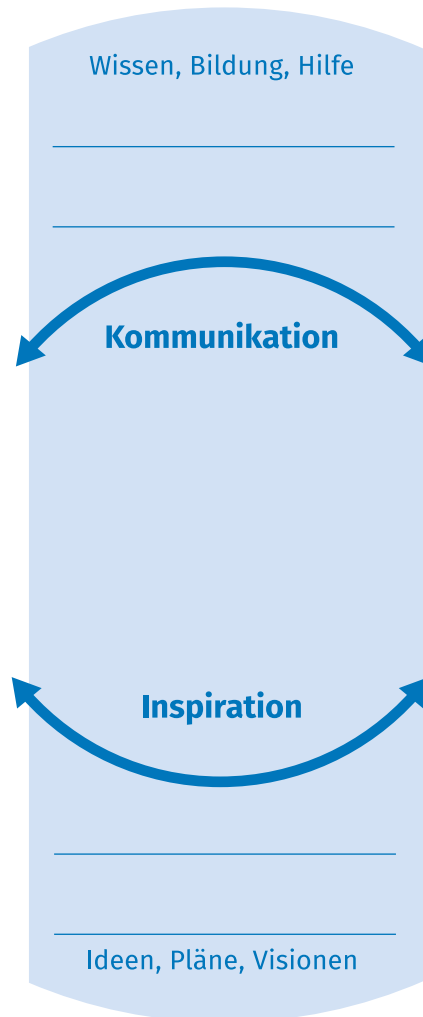 Wissen, Bildung, Hilfe
Kommunikation
Inspiration
Ideen, Pläne, Visionen